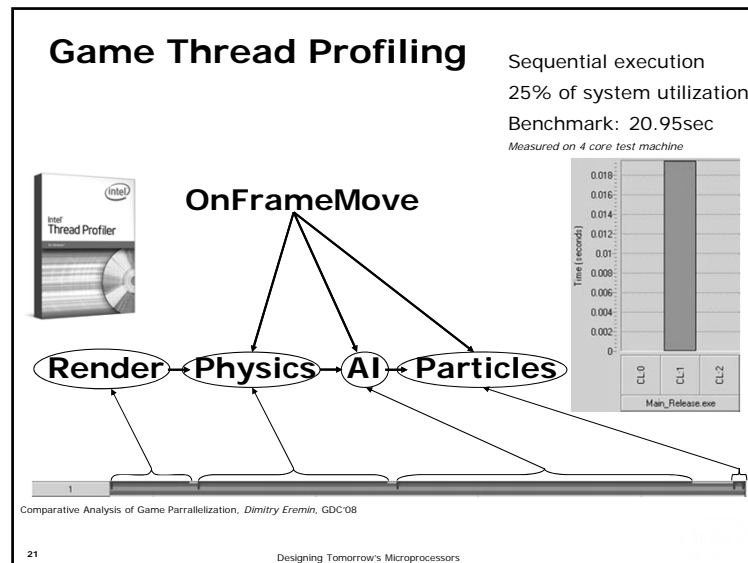 Game Thread Profiling
Sequential execution
25% of system utilization
Benchmark: 20.95sec
Measured on 4 core test machine
intel
Intel
Thread Profiler
OnFrameMove
Render
Physics
AI
Particles
Time (seconds)
0.018
0.016
0.014
0.012
0.01
0.008
0.006
0.004
0.002
0
CL:0
CL:1
CL:2
Main_Release.exe
1
Comparative Analysis of Game Parrallelization, Dimitry Eremin, GDC'08
21
Designing Tomorrow's Microprocessors